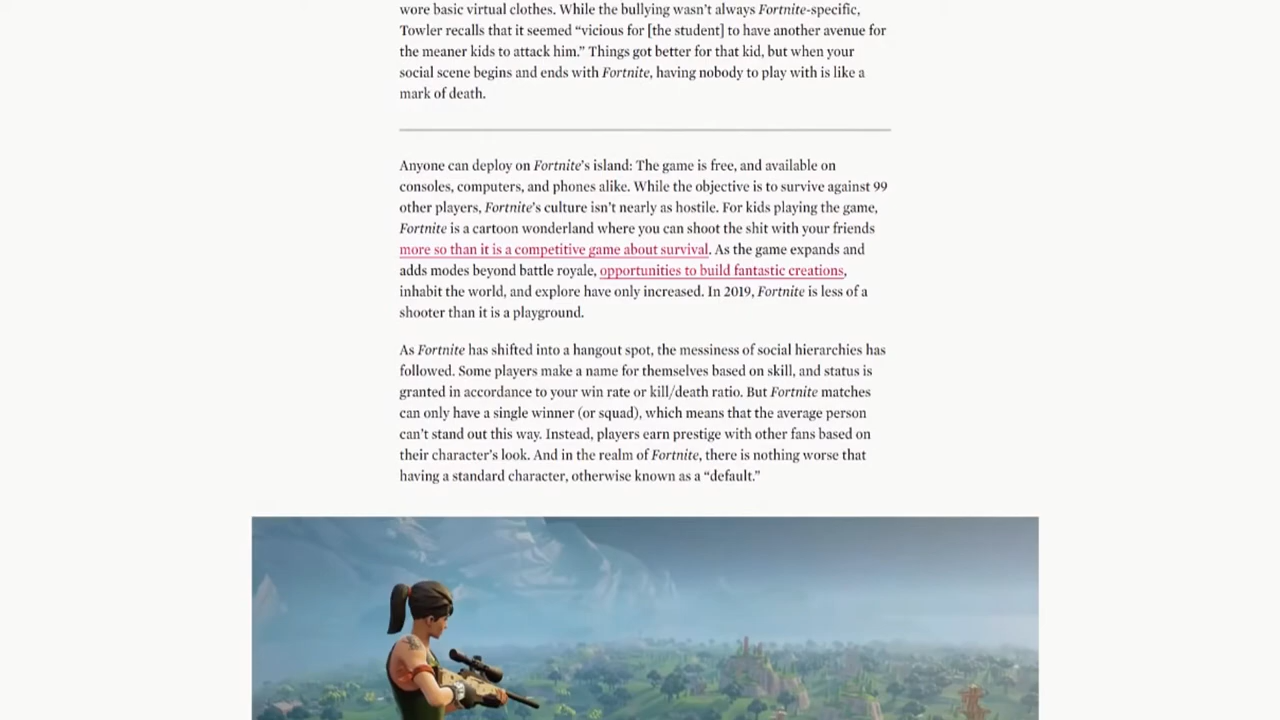 wore basic virtual clothes. While the bullying wasn’t always Fortnite-specific,
Towler recalls that it seemed “vicious for [the student] to have another avenue for
the meaner kids to attack him.” Things got better for that kid, but when your
social scene begins and ends with Fortnite, having nobody to play with is like a
mark of death.
Anyone can deploy on Fortnite’s island: The game is free, and available on
consoles, computers, and phones alike. While the objective is to survive against 99
other players, Fortnite’s culture isn’t nearly as hostile. For kids playing the game,
Fortnite is a cartoon wonderland where you can shoot the shit with your friends
more so than it is a competitive game about survival. As the game expands and
adds modes beyond battle royale, opportunities to build fantastic creations,
inhabit the world, and explore have only increased. In 2019, Fortnite is less of a
shooter than it is a playground.
As Fortnite has shifted into a hangout spot, the messiness of social hierarchies has
followed. Some players make a name for themselves based on skill, and status is
granted in accordance to your win rate or kill/death ratio. But Fortnite matches
can only have a single winner (or squad), which means that the average person
can’t stand out this way. Instead, players earn prestige with other fans based on
their character’s look. And in the realm of Fortnite, there is nothing worse that
having a standard character, otherwise known as a “default.”